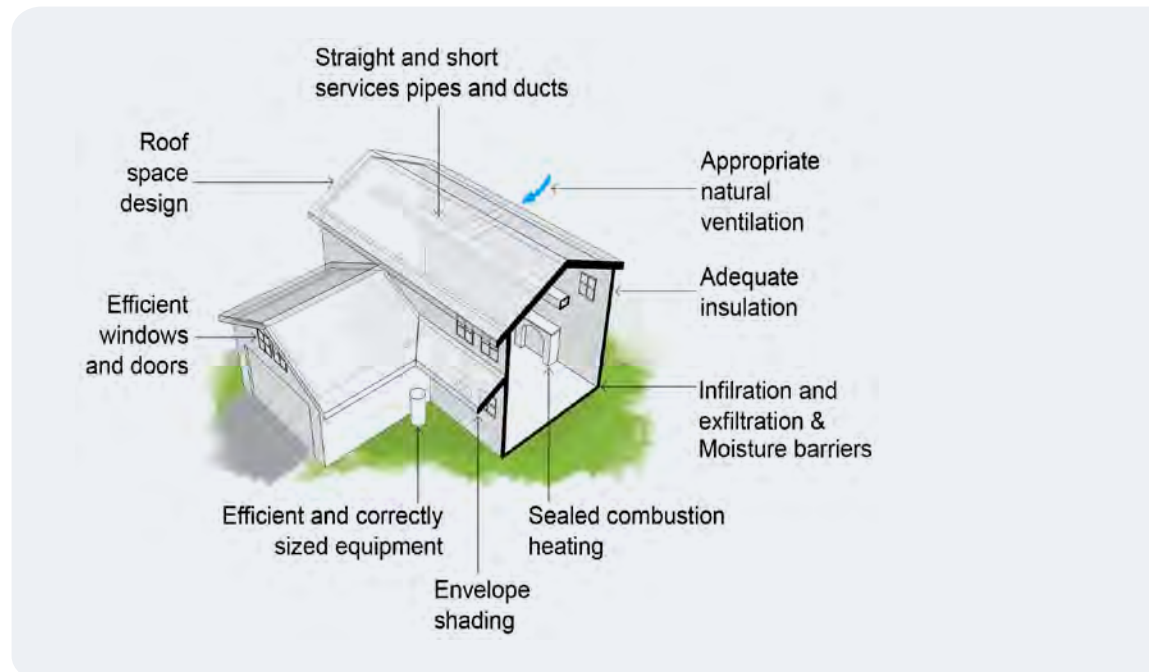 Straight and short
services pipes and ducts
Roof
space
design
Appropriate
natural
ventilation
Adequate
insulation
Efficient
windows
and doors
Infilration and
exfiltration &
Moisture barriers
Efficient and correctly
sized equipment
Sealed combustion
heating
Envelope
shading